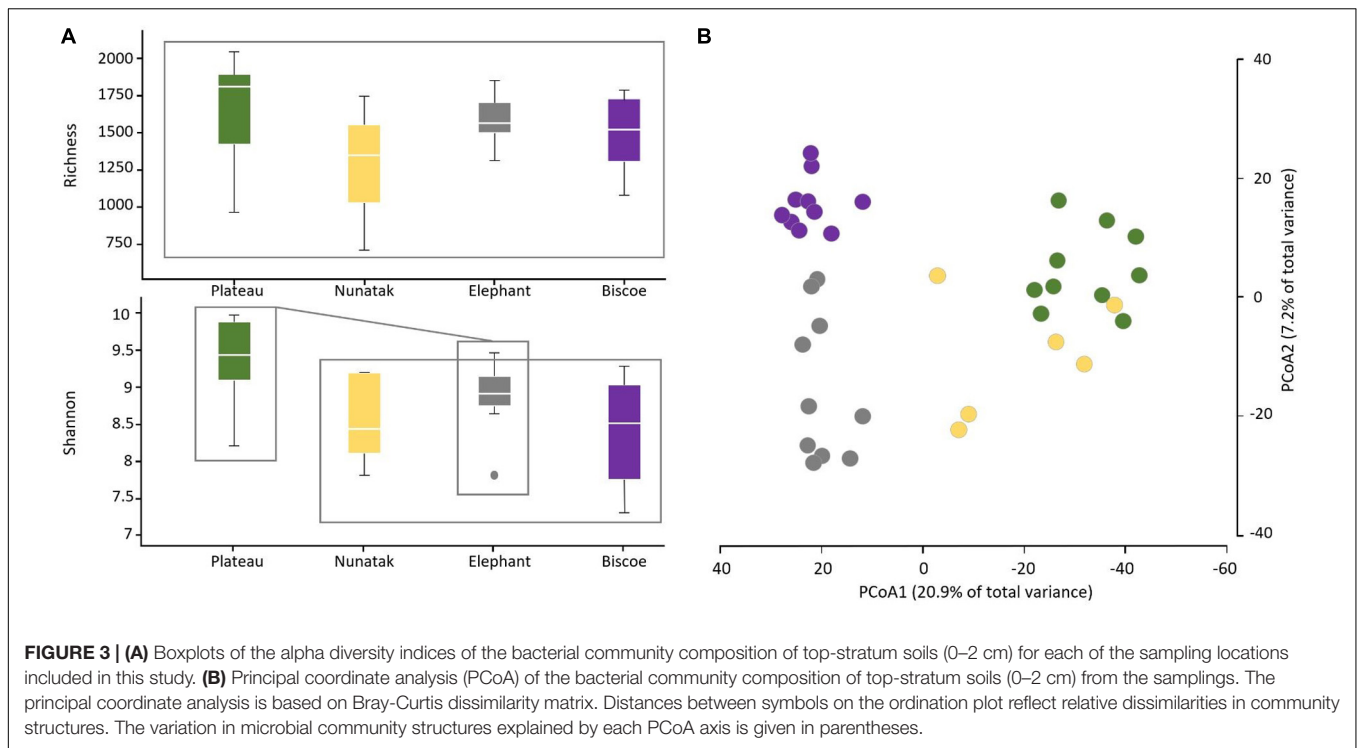 A
Richness
2000
1750
1500
1250
1000
750
Plateau Nunatak Elephant Biscoe
Shannon
10
9.5
9
8.5
8
7.5
7
Plateau Nunatak Elephant Biscoe
B
40
20
0
-20
-40
PCoA2 (7.2% of total variance)
40 20 0 -20 -40 -60
PCoA1 (20.9% of total variance)
FIGURE 3 | (A) Boxplots of the alpha diversity indices of the bacterial community composition of top-stratum soils (0–2 cm) for each of the sampling locations
included in this study. (B) Principal coordinate analysis (PCoA) of the bacterial community composition of top-stratum soils (0–2 cm) from the samplings. The
principal coordinate analysis is based on Bray-Curtis dissimilarity matrix. Distances between symbols on the ordination plot reflect relative dissimilarities in community
structures. The variation in microbial community structures explained by each PCoA axis is given in parentheses.